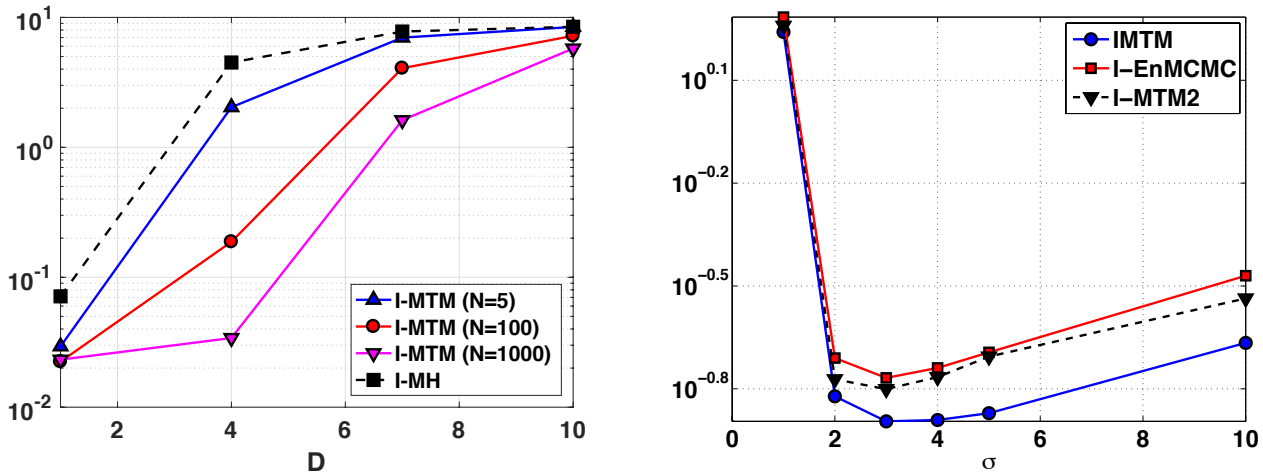 10^1
10^0
10^-1
10^-2
2
4
6
8
10
D
I-MTM (N=5)
I-MTM (N=100)
I-MTM (N=1000)
I-MH
10^0.1
10^-0.2
10^-0.5
10^-0.8
0
2
4
6
8
10
σ
IMTM
I-EnMCMC
I-MTM2